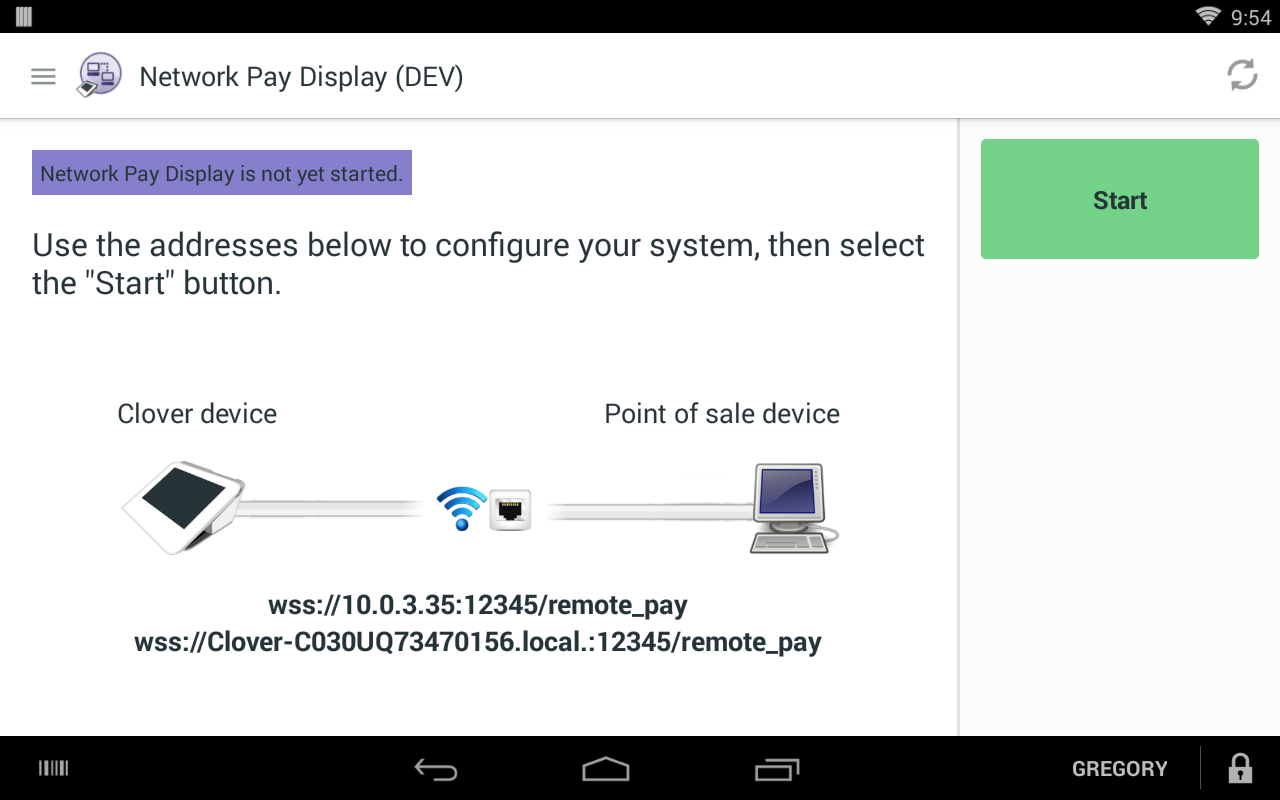 9:54
Network Pay Display (DEV)
Network Pay Display is not yet started.
Start
Use the addresses below to configure your system, then select
the "Start" button.
Clover device
Point of sale device
wss://10.0.3.35:12345/remote_pay
wss://Clover-C030UQ73470156.local.:12345/remote_pay
GREGORY